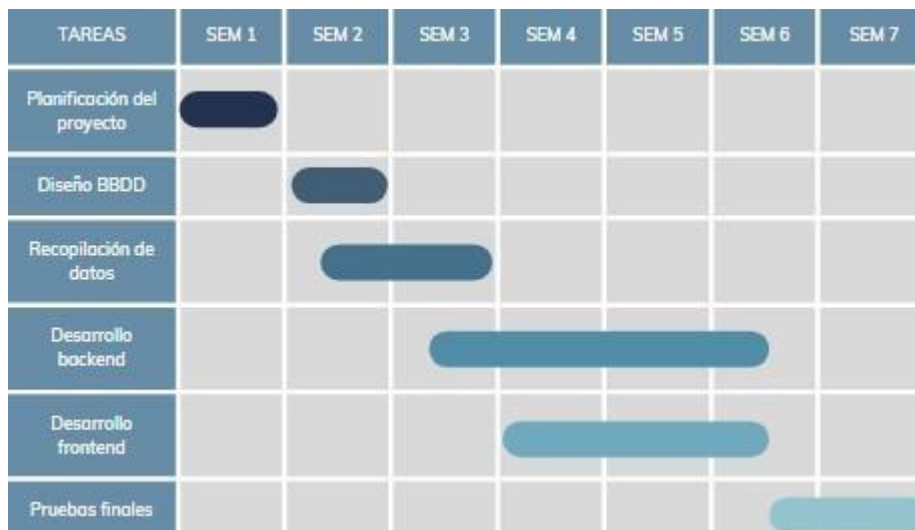 TAREAS SEM 1 SEM 2 SEM 3 SEM 4 SEM 5 SEM 6 SEM 7
Planificación del
proyecto
Diseño BBDD
Recopilación de
datos
Desarrollo
backend
Desarrollo
frontend
Pruebas finales